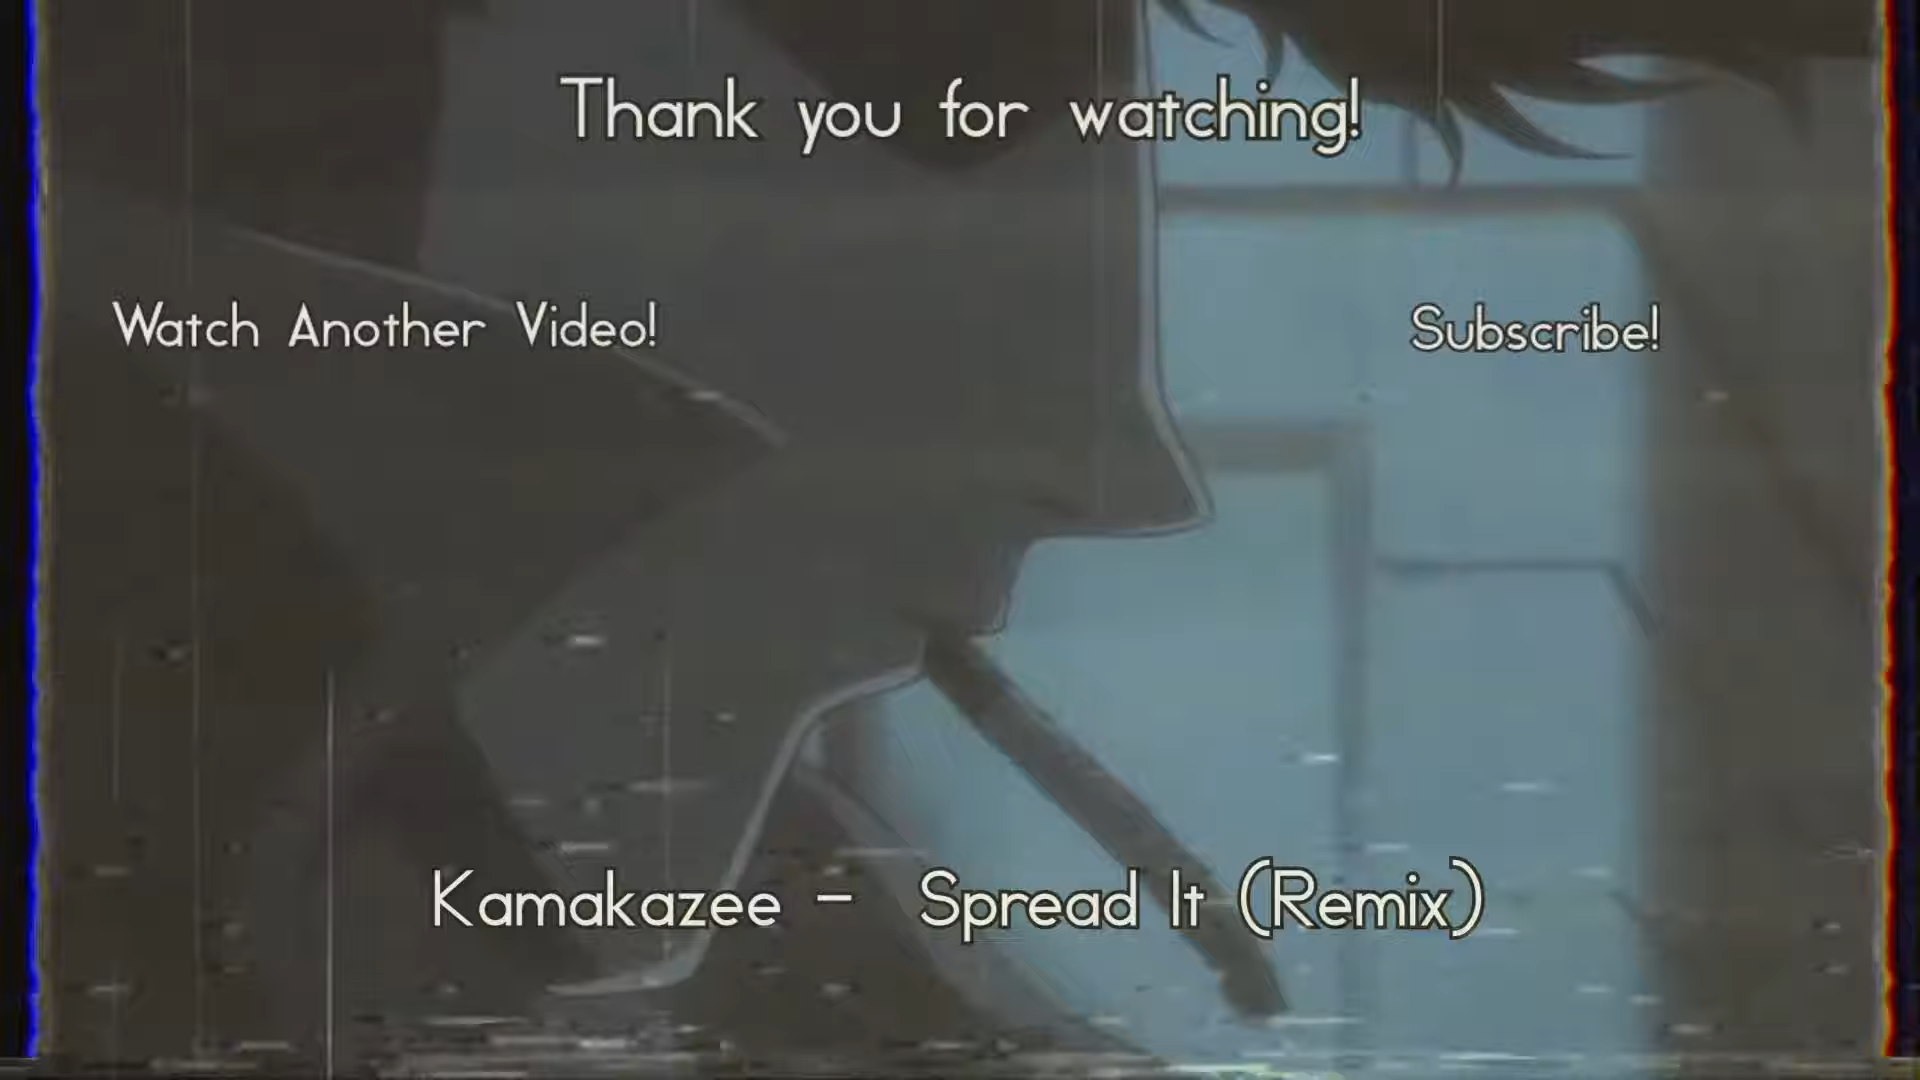 Thank you for watching!
Watch Another Video!
Subscribe!
Kamakazee - Spread It (Remix)